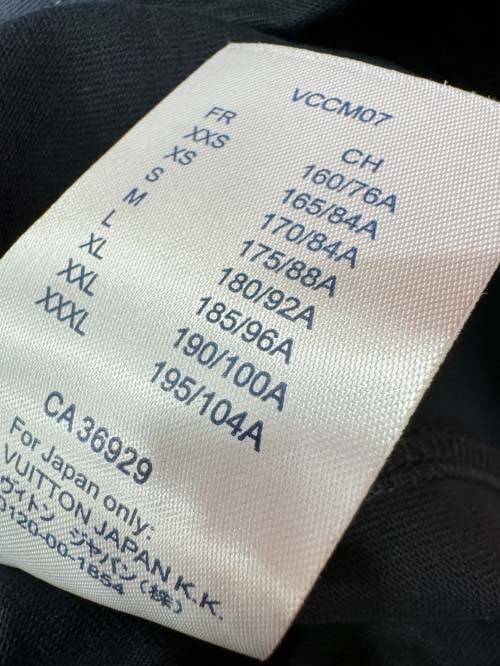 VCCM07
FR CH
XXS 160/76A
XS 165/84A
S 170/84A
M 175/88A
L 180/92A
XL 185/96A
XXL 190/100A
XXXL 195/104A
CA 36929
For Japan only:
VUITTON JAPAN K.K.
ヴィトン ジャパン(株)
0120-00-1854